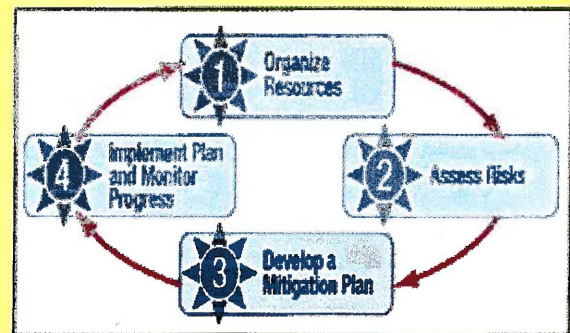 1
Organize
Resources
2
Assess Risks
3
Develop a
Mitigation Plan
4
Implement Plan
and Monitor
Progress